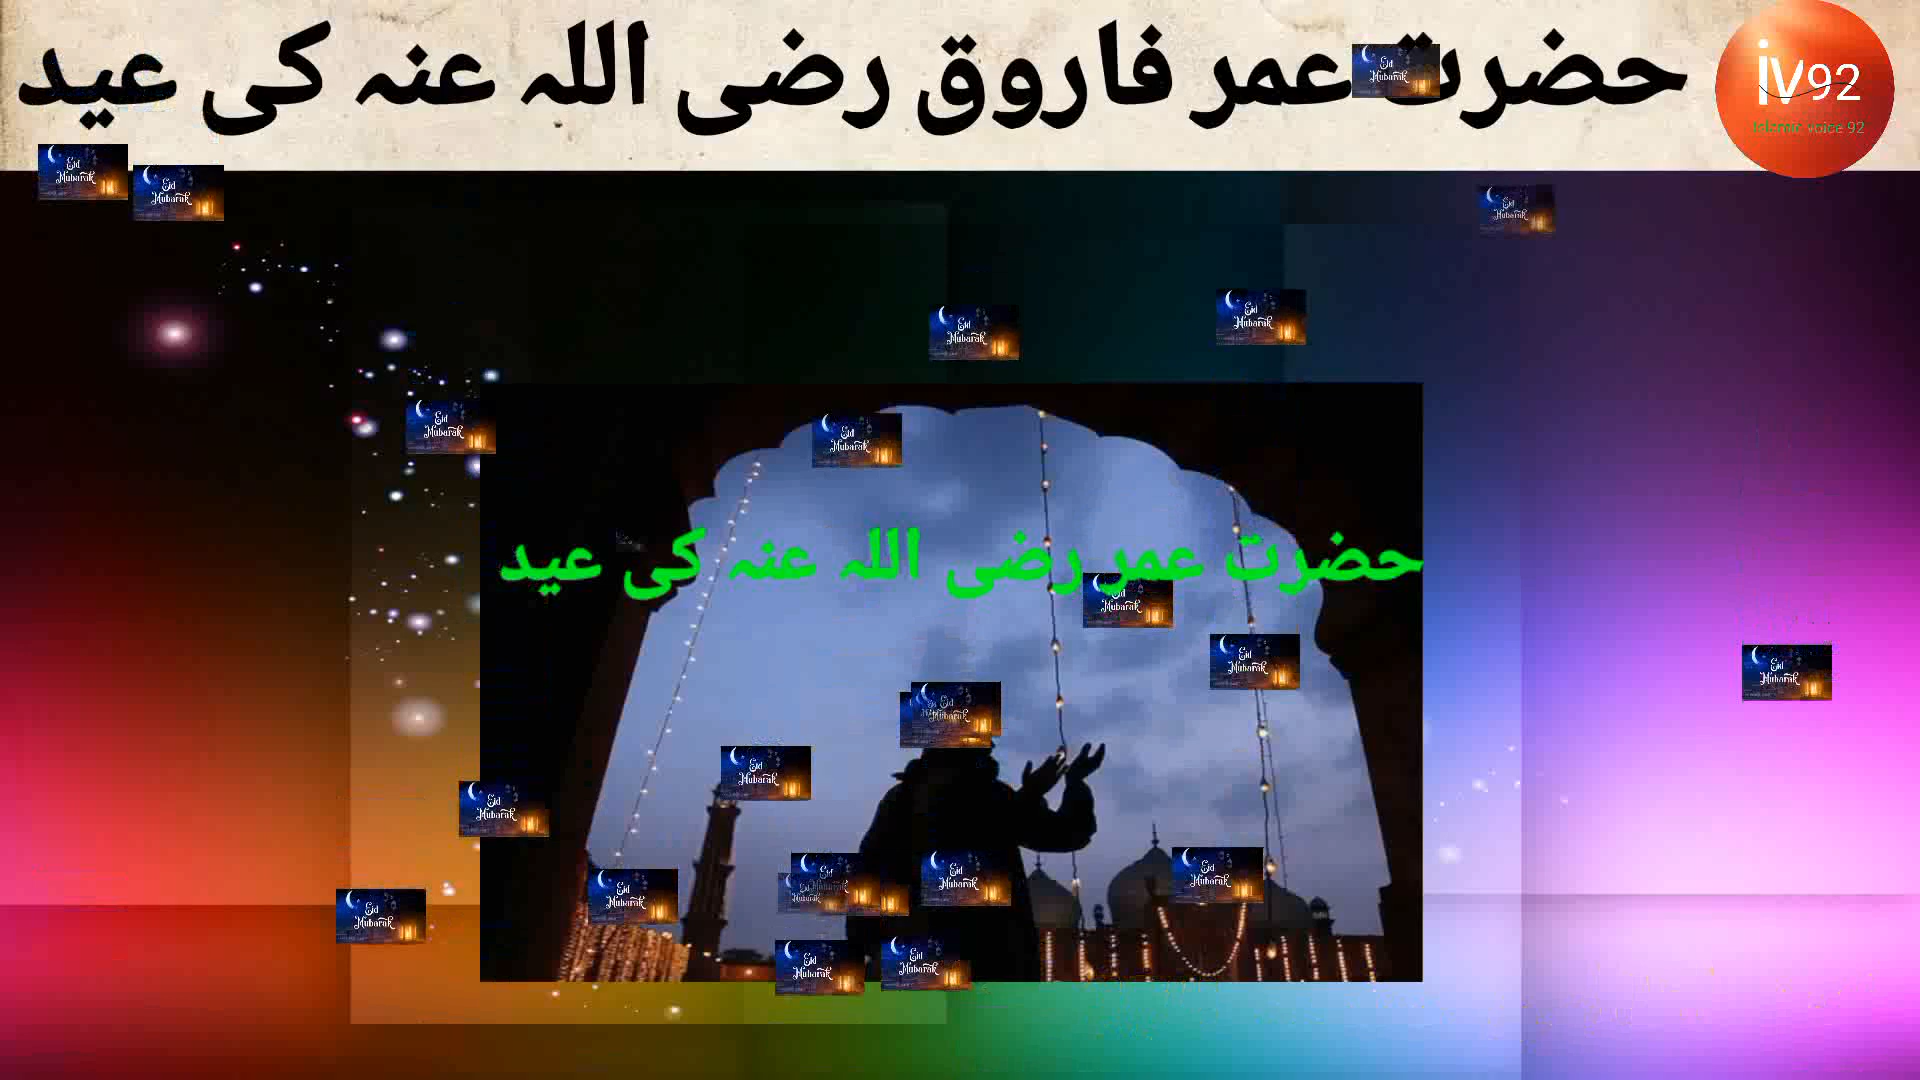 حضرت عمر فاروق رضی اللہ عنہ کی عید
iv92
Islamic voice 92
حضرت عمر رضی اللہ عنہ کی عید
Eid Mubarak